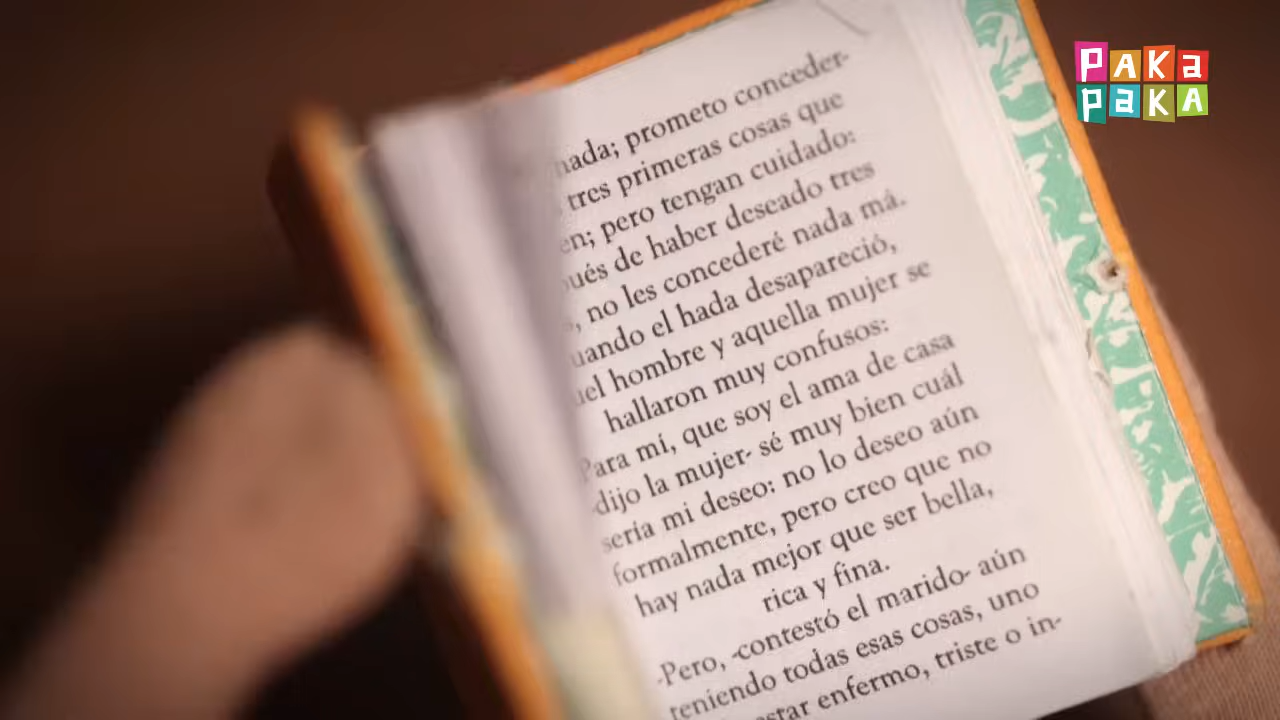 PAKA
PAKA
nada; prometo conceder-
tres primeras cosas que
en; pero tengan cuidado:
ués de haber deseado tres
, no les concederé nada má.
uando el hada desapareció,
uel hombre y aquella mujer se
hallaron muy confusos:
Para mi, que soy el ama de casa
-dijo la mujer- sé muy bien cuál
sería mi deseo: no lo deseo aún
formalmente, pero creo que no
hay nada mejor que ser bella,
rica y fina.
-Pero, -contestó el marido- aún
teniendo todas esas cosas, uno
estar enfermo, triste o in-